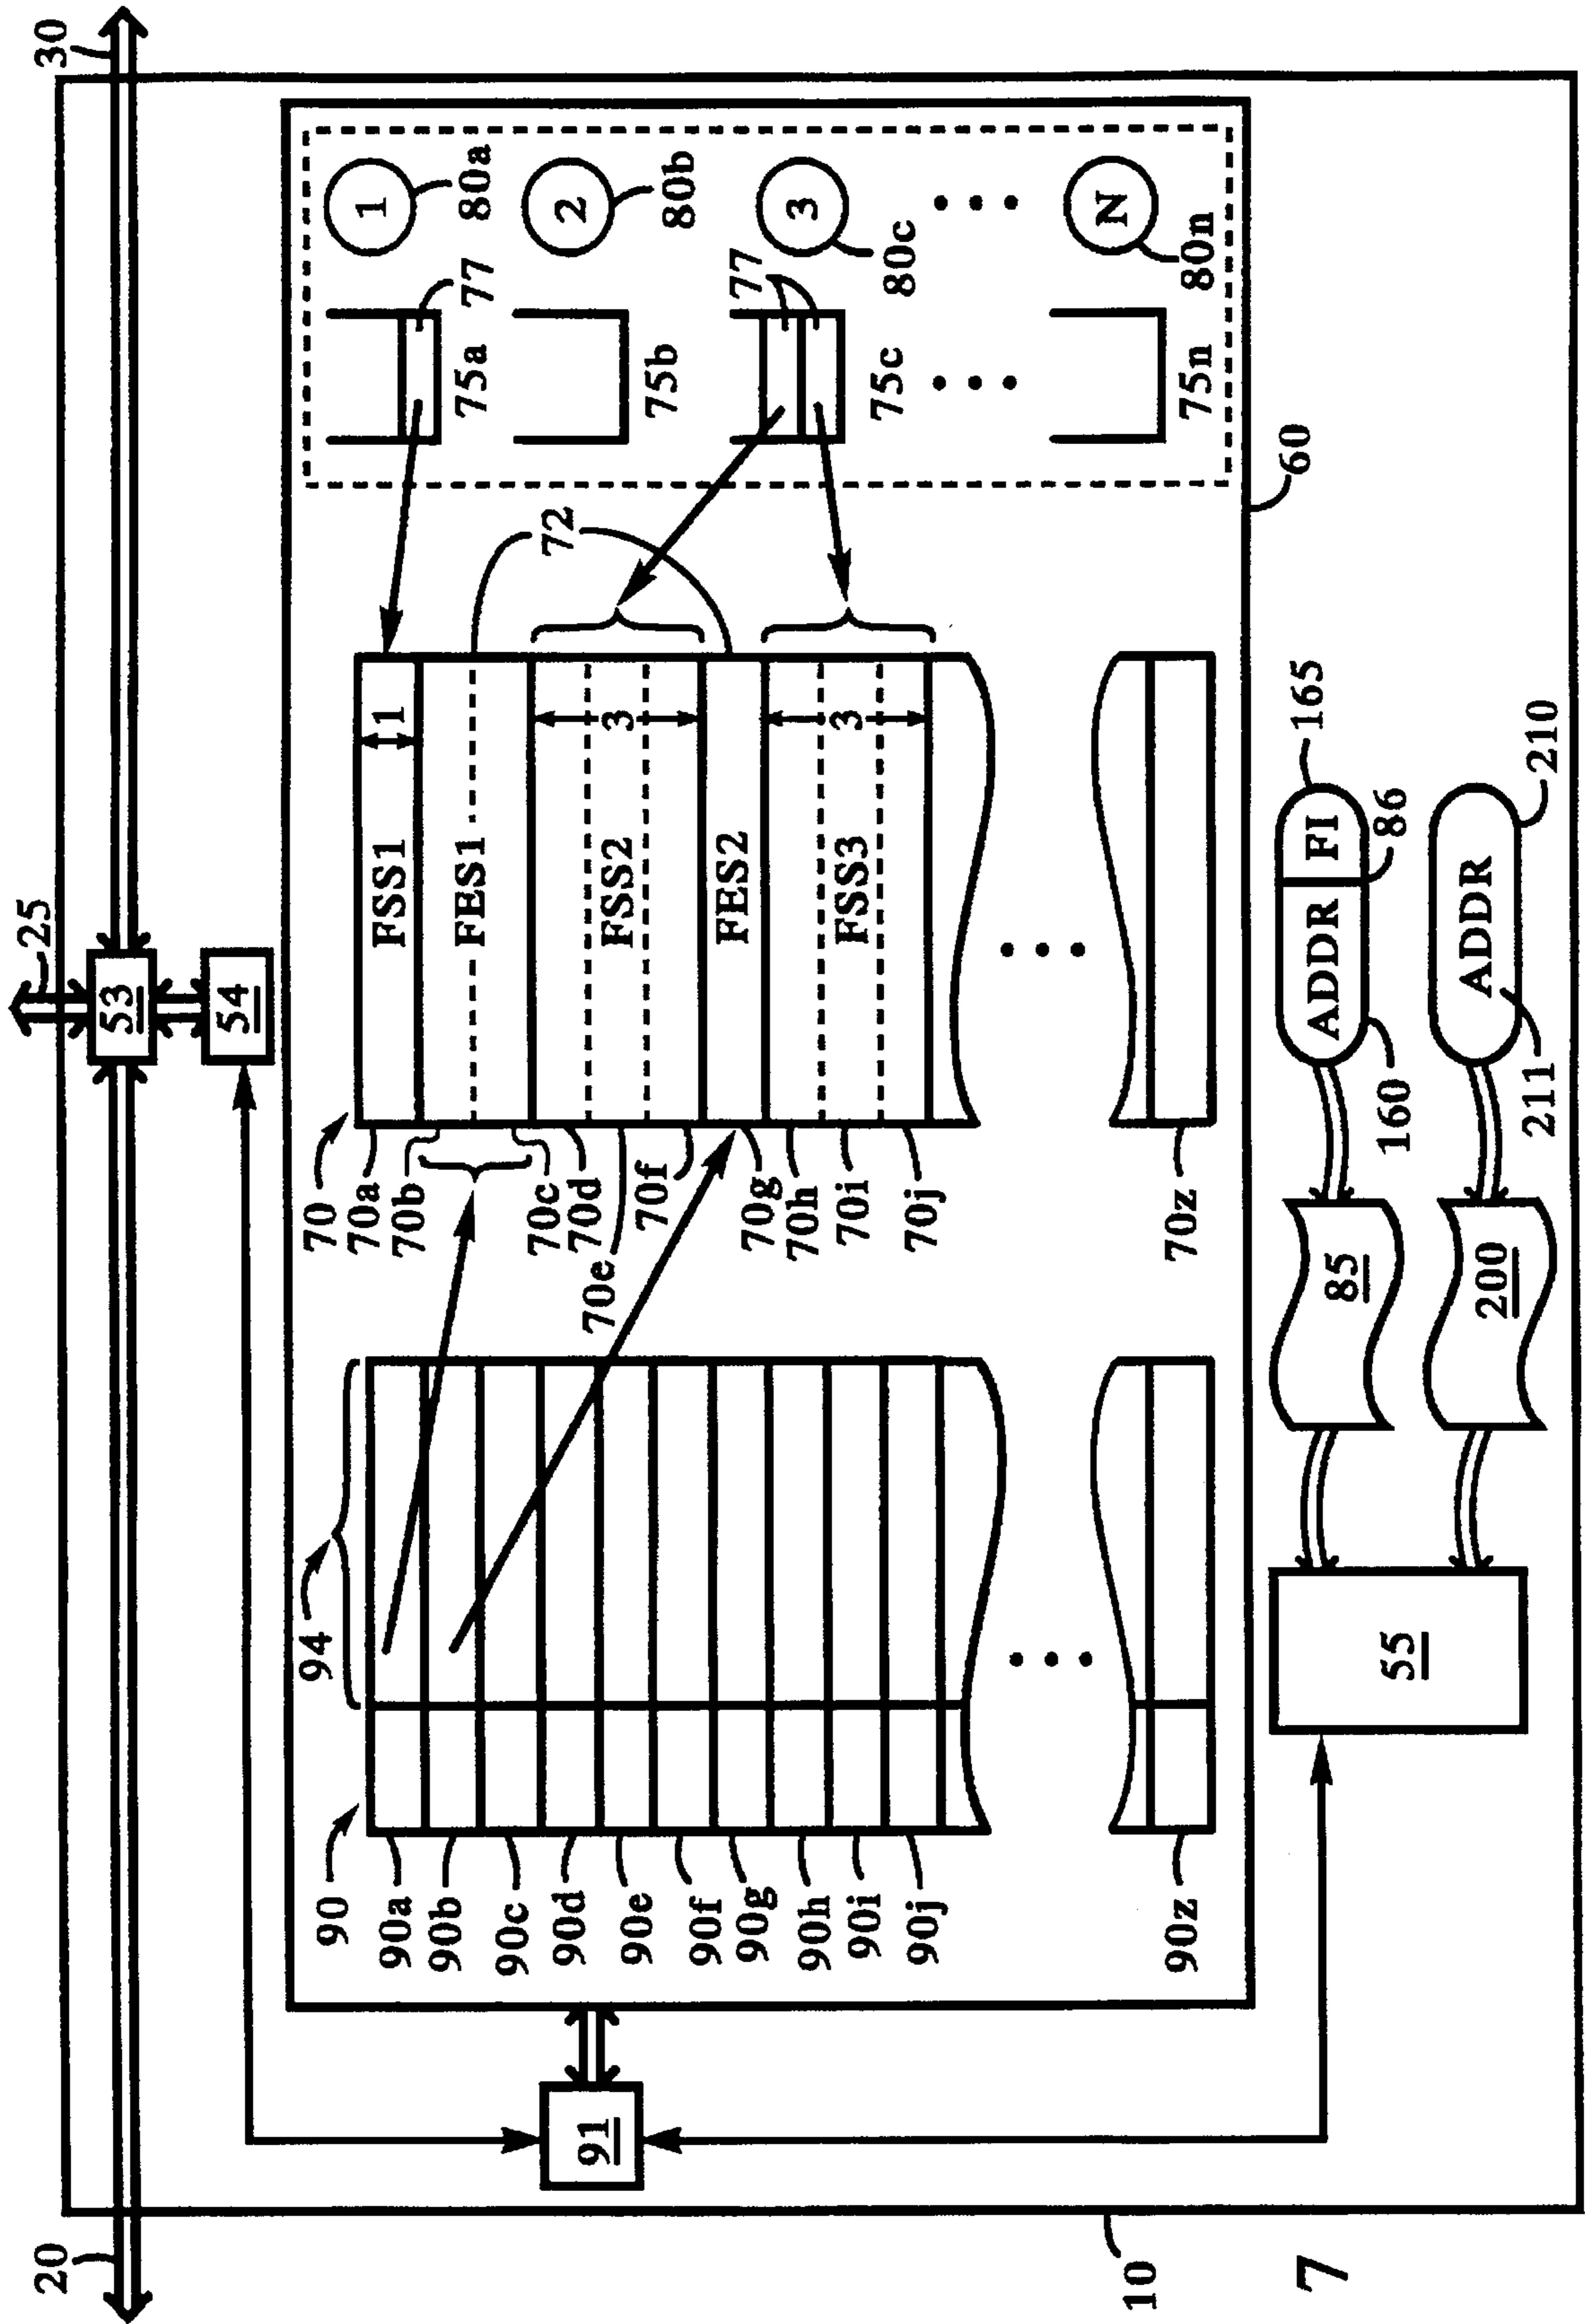 20
25
30
53
54
91
94
90
90a
90b
90c
90d
90e
90f
90g
90h
90i
90j
90z
70
70a
70b
70c
70d
70e
70f
70g
70h
70i
70j
70z
FSS1
1
FES1
FSS2
3
FES2
FSS3
3
72
77
75a
75b
77
75c
75n
1
80a
2
80b
3
80c
N
80n
60
55
85
160
ADDR FI
165
86
200
211
ADDR
210
10
7